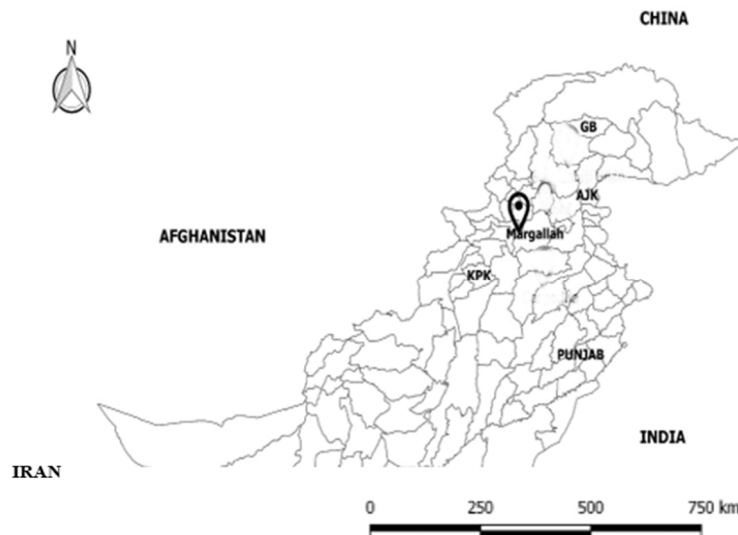 CHINA
N
GB
AJK
AFGHANISTAN
Margallah
KPK
PUNJAB
INDIA
IRAN
0 250 500 750 km